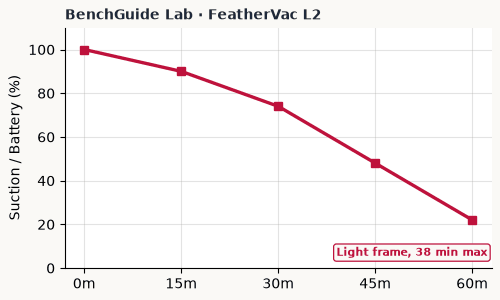 BenchGuide Lab · FeatherVac L2
Suction / Battery (%)
100
80
60
40
20
0
Light frame, 38 min max
0m
15m
30m
45m
60m